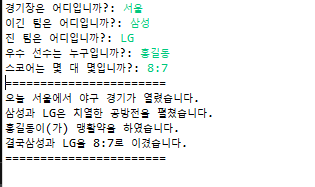 경기장은 어디입니까?: 서울
이긴 팀은 어디입니까?: 삼성
진 팀은 어디입니까?: LG
우수 선수는 누구입니까?: 홍길동
스코어는 몇 대 몇입니까?: 8:7
=======================
오늘 서울에서 야구 경기가 열렸습니다.
삼성과 LG은 치열한 공방전을 펼쳤습니다.
홍길동이(가) 맹활약을 하였습니다.
결국삼성과 LG을 8:7로 이겼습니다.
=======================